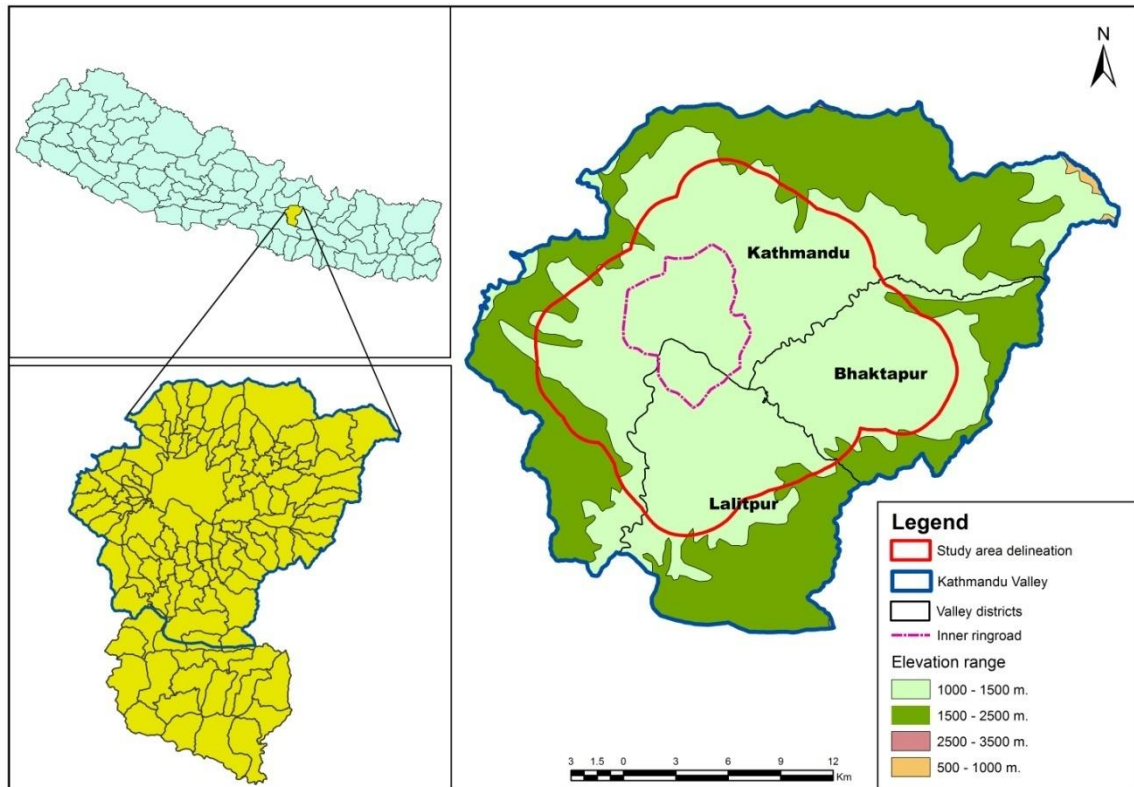 N
Kathmandu
Bhaktapur
Lalitpur
Legend
Study area delineation
Kathmandu Valley
Valley districts
Inner ringroad
Elevation range
1000 - 1500 m.
1500 - 2500 m.
2500 - 3500 m.
500 - 1000 m.
3 1.5 0 3 6 9 12
Km